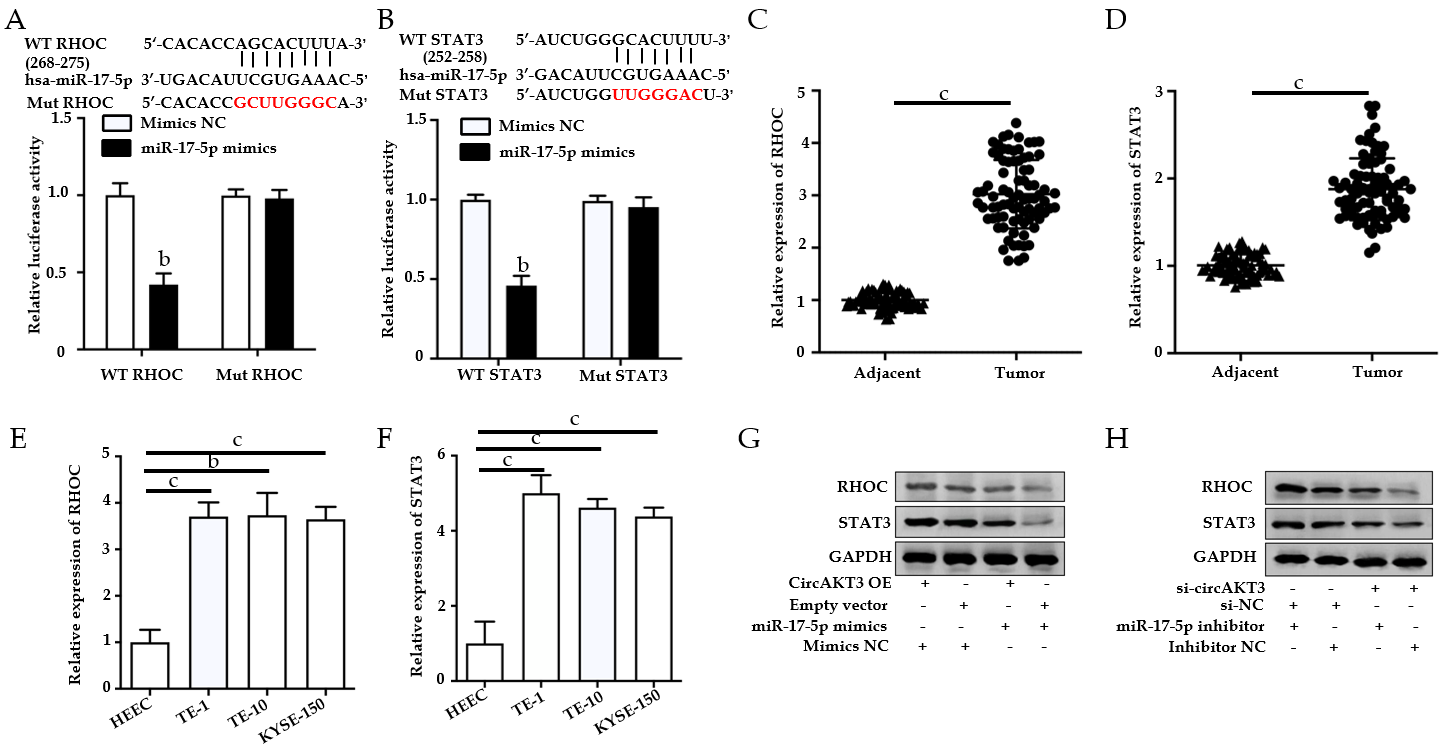 A
WT RHOC 5′-CACACCAGCACUUUA-3′
(268-275)
hsa-miR-17-5p 3′-UGACAUUCGUGAAAC-5′
Mut RHOC 5′-CACACCGCUUGGGCA-3′
Mimics NC
miR-17-5p mimics
Relative luciferase activity
1.5
1.0
0.5
0
b
WT RHOC Mut RHOC
B
WT STAT3 5′-AUCUGGGCACUUUU-3′
(252-258)
hsa-miR-17-5p 3′-GACAUUCGUGAAAC-5′
Mut STAT3 5′-AUCUGGUUGGGACU-3′
Mimics NC
miR-17-5p mimics
Relative luciferase activity
1.5
1.0
0.5
0
b
WT STAT3 Mut STAT3
C
Relative expression of RHOC
5
4
3
2
1
0
c
Adjacent Tumor
D
Relative expression of STAT3
3
2
1
0
c
Adjacent Tumor
E
Relative expression of RHOC
5
4
3
2
1
0
c
b
c
HEEC TE-1 TE-10 KYSE-150
F
Relative expression of STAT3
6
4
2
0
c
c
c
HEEC TE-1 TE-10 KYSE-150
G
RHOC
STAT3
GAPDH
CircAKT3 OE + - + -
Empty vector - + - +
miR-17-5p mimics - - + +
Mimics NC + + - -
H
RHOC
STAT3
GAPDH
si-circAKT3 - - + +
si-NC + + - -
miR-17-5p inhibitor + - + -
Inhibitor NC - + - +